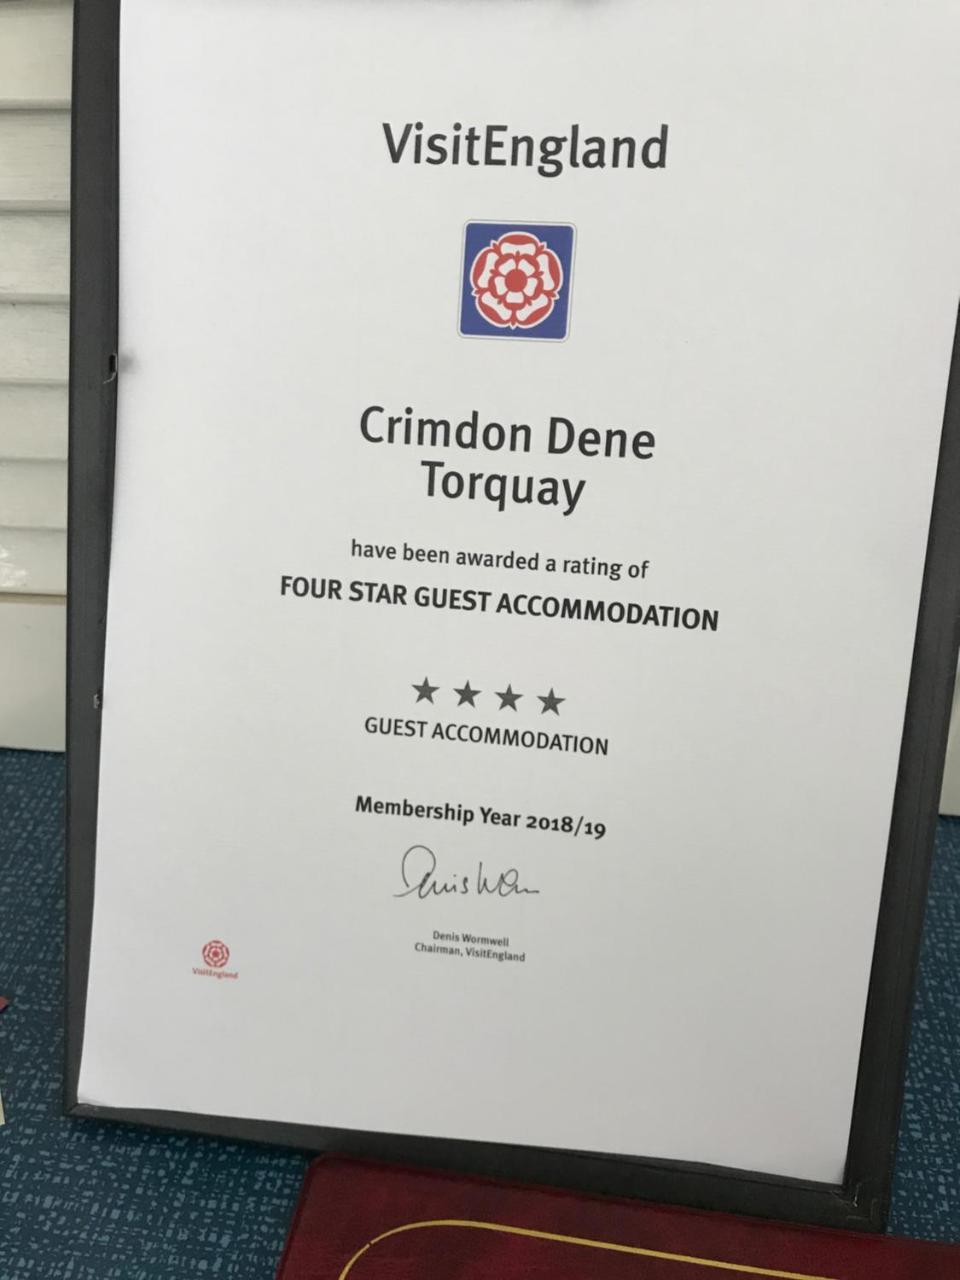 VisitEngland
Crimdon Dene
Torquay
have been awarded a rating of
FOUR STAR GUEST ACCOMMODATION
★ ★ ★ ★
GUEST ACCOMMODATION
Membership Year 2018/19
Denis Wormwell
Chairman, VisitEngland
VisitEngland